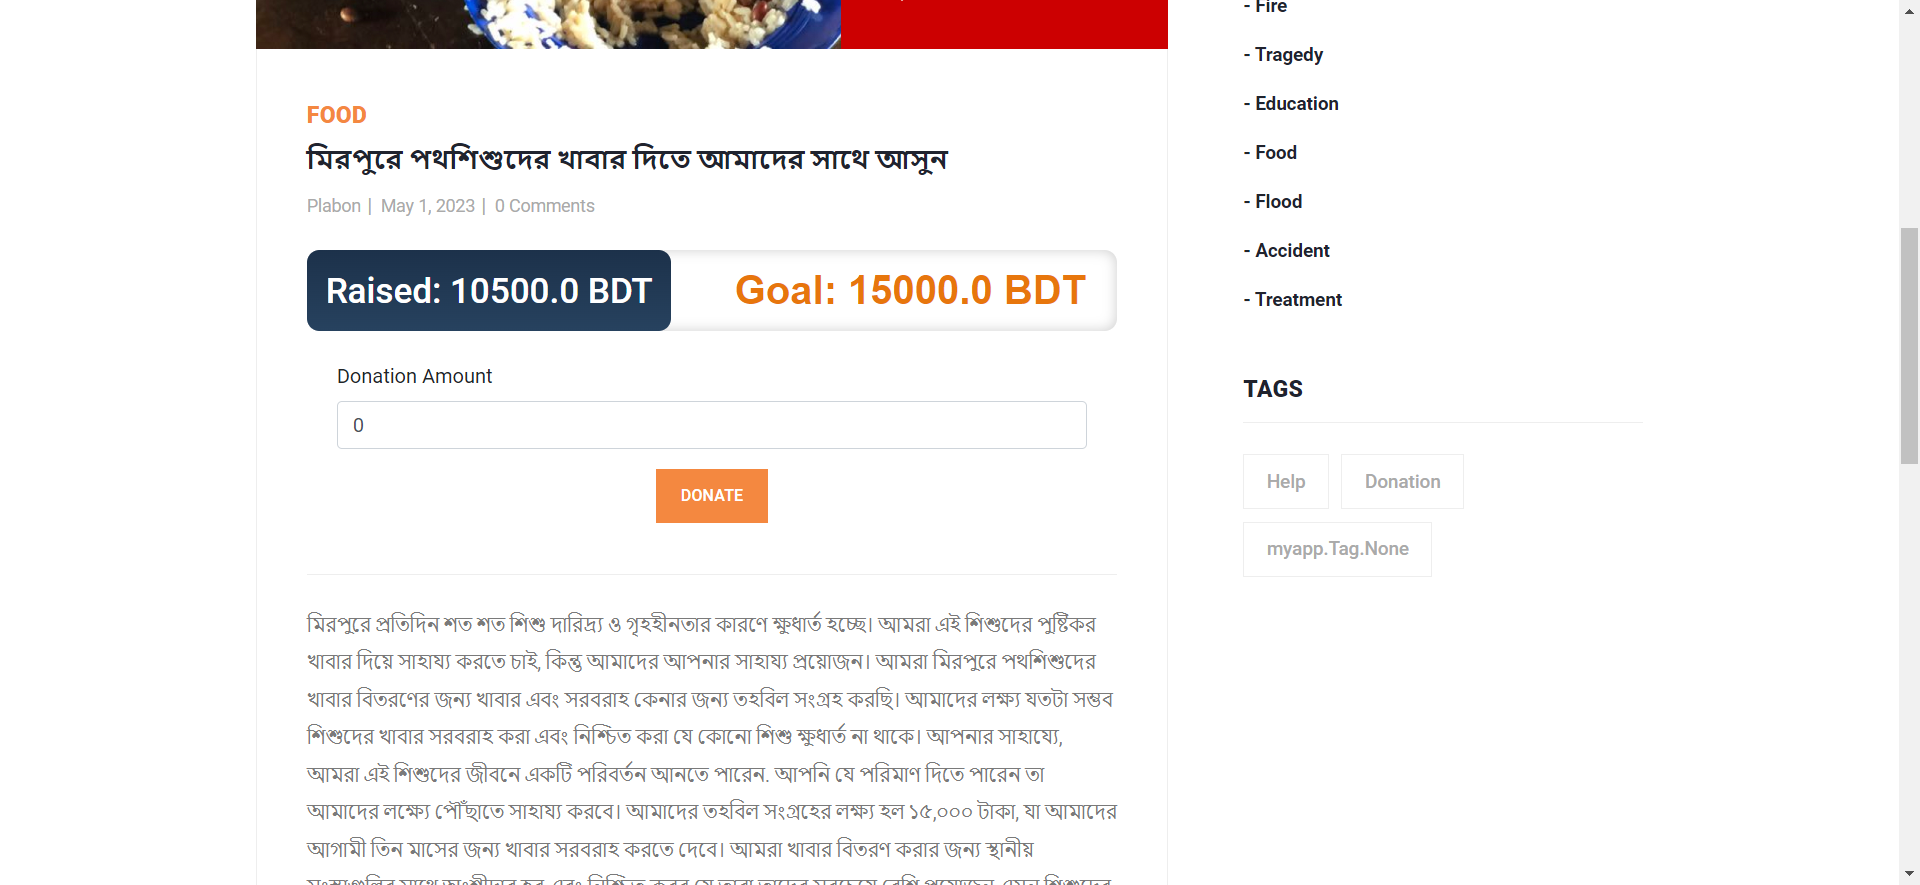 FOOD
মিরপুরে পথশিশুদের খাবার দিতে আমাদের সাথে আসুন
Plabon | May 1, 2023 | 0 Comments
Raised: 10500.0 BDT
Goal: 15000.0 BDT
Donation Amount
0
DONATE
মিরপুরে প্রতিদিন শত শত শিশু দারিদ্র্য ও গৃহহীনতার কারণে ক্ষুধার্ত হচ্ছে। আমরা এই শিশুদের পুষ্টিকর
খাবার দিয়ে সাহায্য করতে চাই, কিন্তু আমাদের আপনার সাহায্য প্রয়োজন। আমরা মিরপুরে পথশিশুদের
খাবার বিতরণের জন্য খাবার এবং সরবরাহ কেনার জন্য তহবিল সংগ্রহ করছি। আমাদের লক্ষ্য যতটা সম্ভব
শিশুদের খাবার সরবরাহ করা এবং নিশ্চিত করা যে কোনো শিশু ক্ষুধার্ত না থাকে। আপনার সাহায্যে,
আমরা এই শিশুদের জীবনে একটি পরিবর্তন আনতে পারেন. আপনি যে পরিমাণ দিতে পারেন তা
আমাদের লক্ষ্যে পৌঁছাতে সাহায্য করবে। আমাদের তহবিল সংগ্রহের লক্ষ্য হল ১৫,০০০ টাকা, যা আমাদের
আগামী তিন মাসের জন্য খাবার সরবরাহ করতে দেবে। আমরা খাবার বিতরণ করার জন্য স্থানীয়
- Fire
- Tragedy
- Education
- Food
- Flood
- Accident
- Treatment
TAGS
Help
Donation
myapp.Tag.None